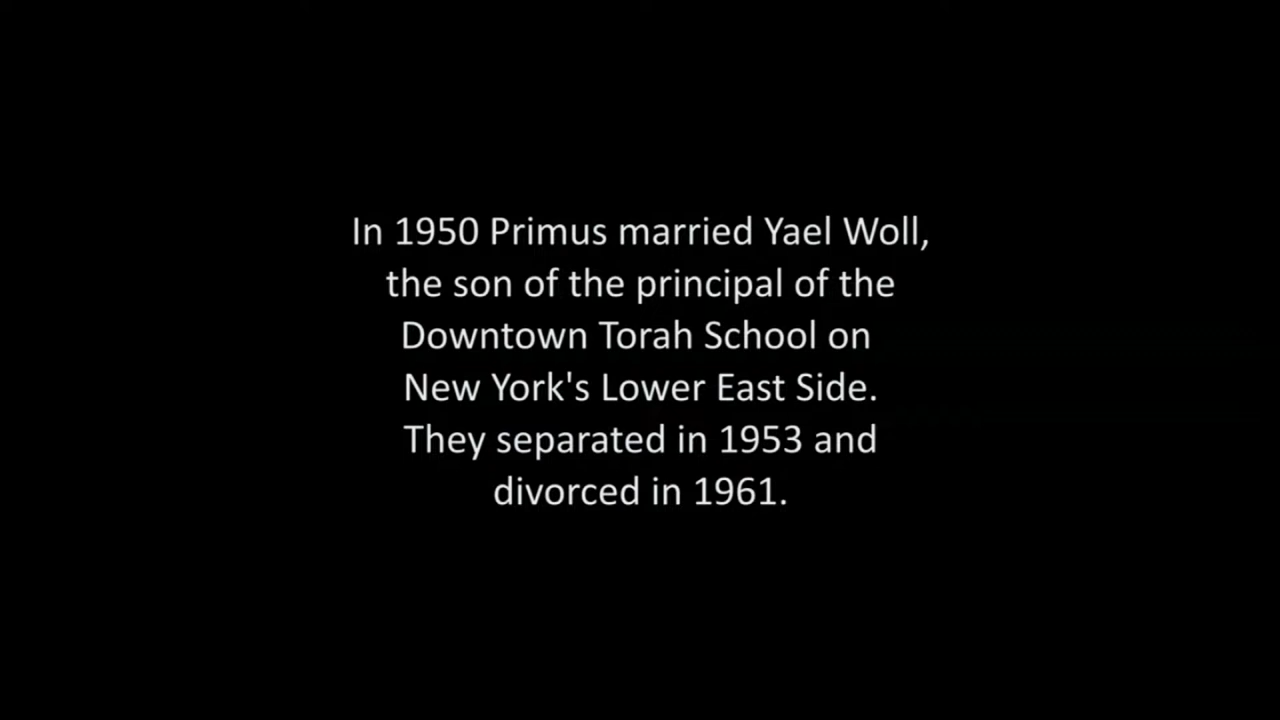 In 1950 Primus married Yael Woll,
the son of the principal of the
Downtown Torah School on
New York's Lower East Side.
They separated in 1953 and
divorced in 1961.